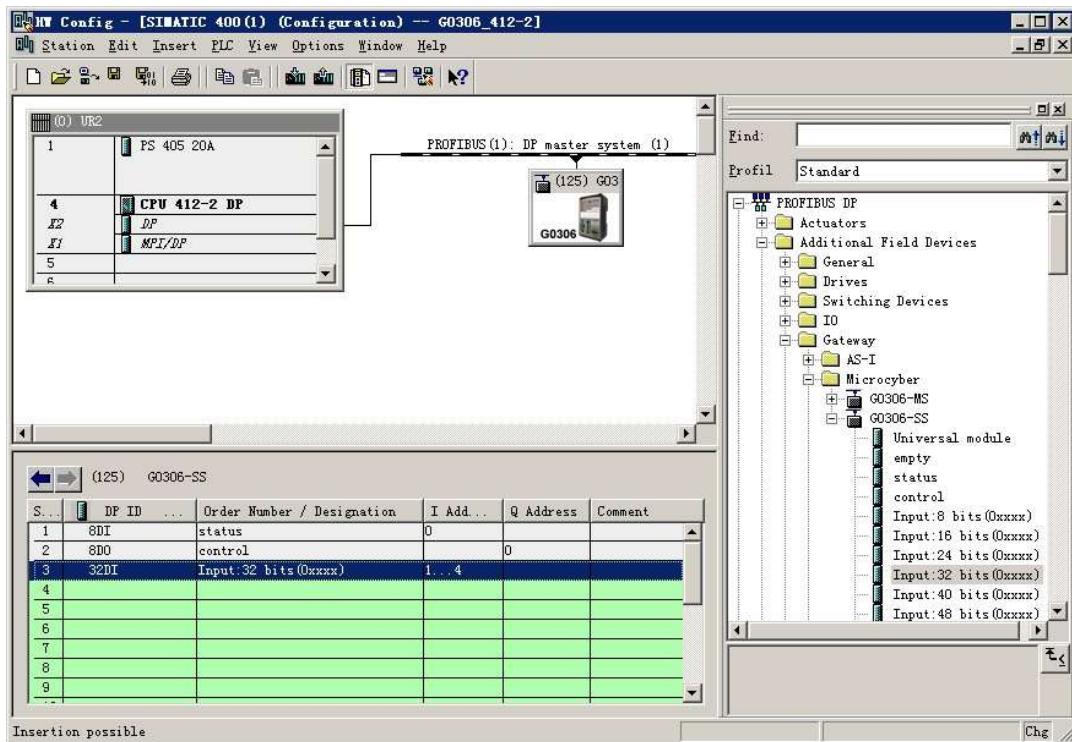 HW Config - [SIMATIC 400(1) (Configuration) -- G0306_412-2]
Station Edit Insert PLC View Options Window Help
(0) UR2
1 PS 405 20A
4 CPU 412-2 DP
X2 DP
X1 MPI/DP
5
6
PROFIBUS(1): DP master system (1)
(125) G03
G0306
Find:
Profil Standard
PROFIBUS DP
Actuators
Additional Field Devices
General
Drives
Switching Devices
IO
Gateway
AS-I
Microcyber
G0306-MS
G0306-SS
Universal module
empty
status
control
Input:8 bits(0xxxx)
Input:16 bits(0xxxx)
Input:24 bits(0xxxx)
Input:32 bits(0xxxx)
Input:40 bits(0xxxx)
Input:48 bits(0xxxx)
(125) G0306-SS
S... DP ID ... Order Number / Designation I Add... Q Address Comment
1 8DI status 0
2 8DO control 0
3 32DI Input:32 bits(0xxxx) 1...4
4
5
6
7
8
9
Insertion possible
Chg